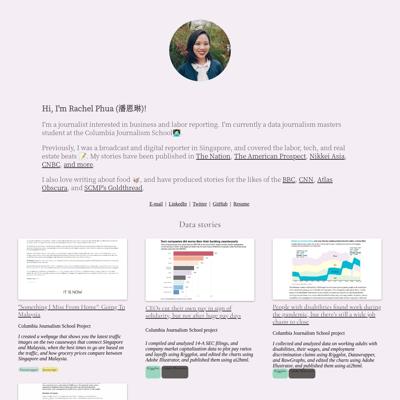 Hi, I'm Rachel Phua (潘恩琳)!
I'm a journalist interested in business and labor reporting. I'm currently a data journalism masters
student at the Columbia Journalism School
Previously, I was a broadcast and digital reporter in Singapore, and covered the labor, tech, and real
estate beats 📝. My stories have been published in The Nation, The American Prospect, Nikkei Asia,
CNBC, and more.
I also love writing about food 🍜, and have produced stories for the likes of the BBC, CNN, Atlas
Obscura, and SCMP's Goldthread.
E-mail | LinkedIn | Twitter | GitHub | Resume
Data stories
IT IS NOW
"Something I Miss From Home": Going To
Malaysia
Columbia Journalism School Project
I created a webpage that shows you the latest traffic
images on the two causeways that connect Singapore
and Malaysia, when the best times to go are based on
the traffic, and how grocery prices compare between
Singapore and Malaysia.
Tech companies did worse than their banking counterparts
CEOs cut their own pay in sign of
solidarity, but not after huge pay days
Columbia Journalism School project
I compiled and analyzed 14-A SEC filings, and
company market capitalization data to plot pay ratios
and layoffs using R/ggplot, and edited the charts using
Adobe Illustrator, and published them using ai2html.
People with disabilities found work during
the pandemic, but there's still a wide job
chasm to close
Columbia Journalism School project
I collected and analyzed data on working adults with
disabilities, their wages, and employment
discrimination claims using R/ggplot, Datawrapper,
and RawGraphs, and edited the charts using Adobe
Illustrator, and published them using ai2html.